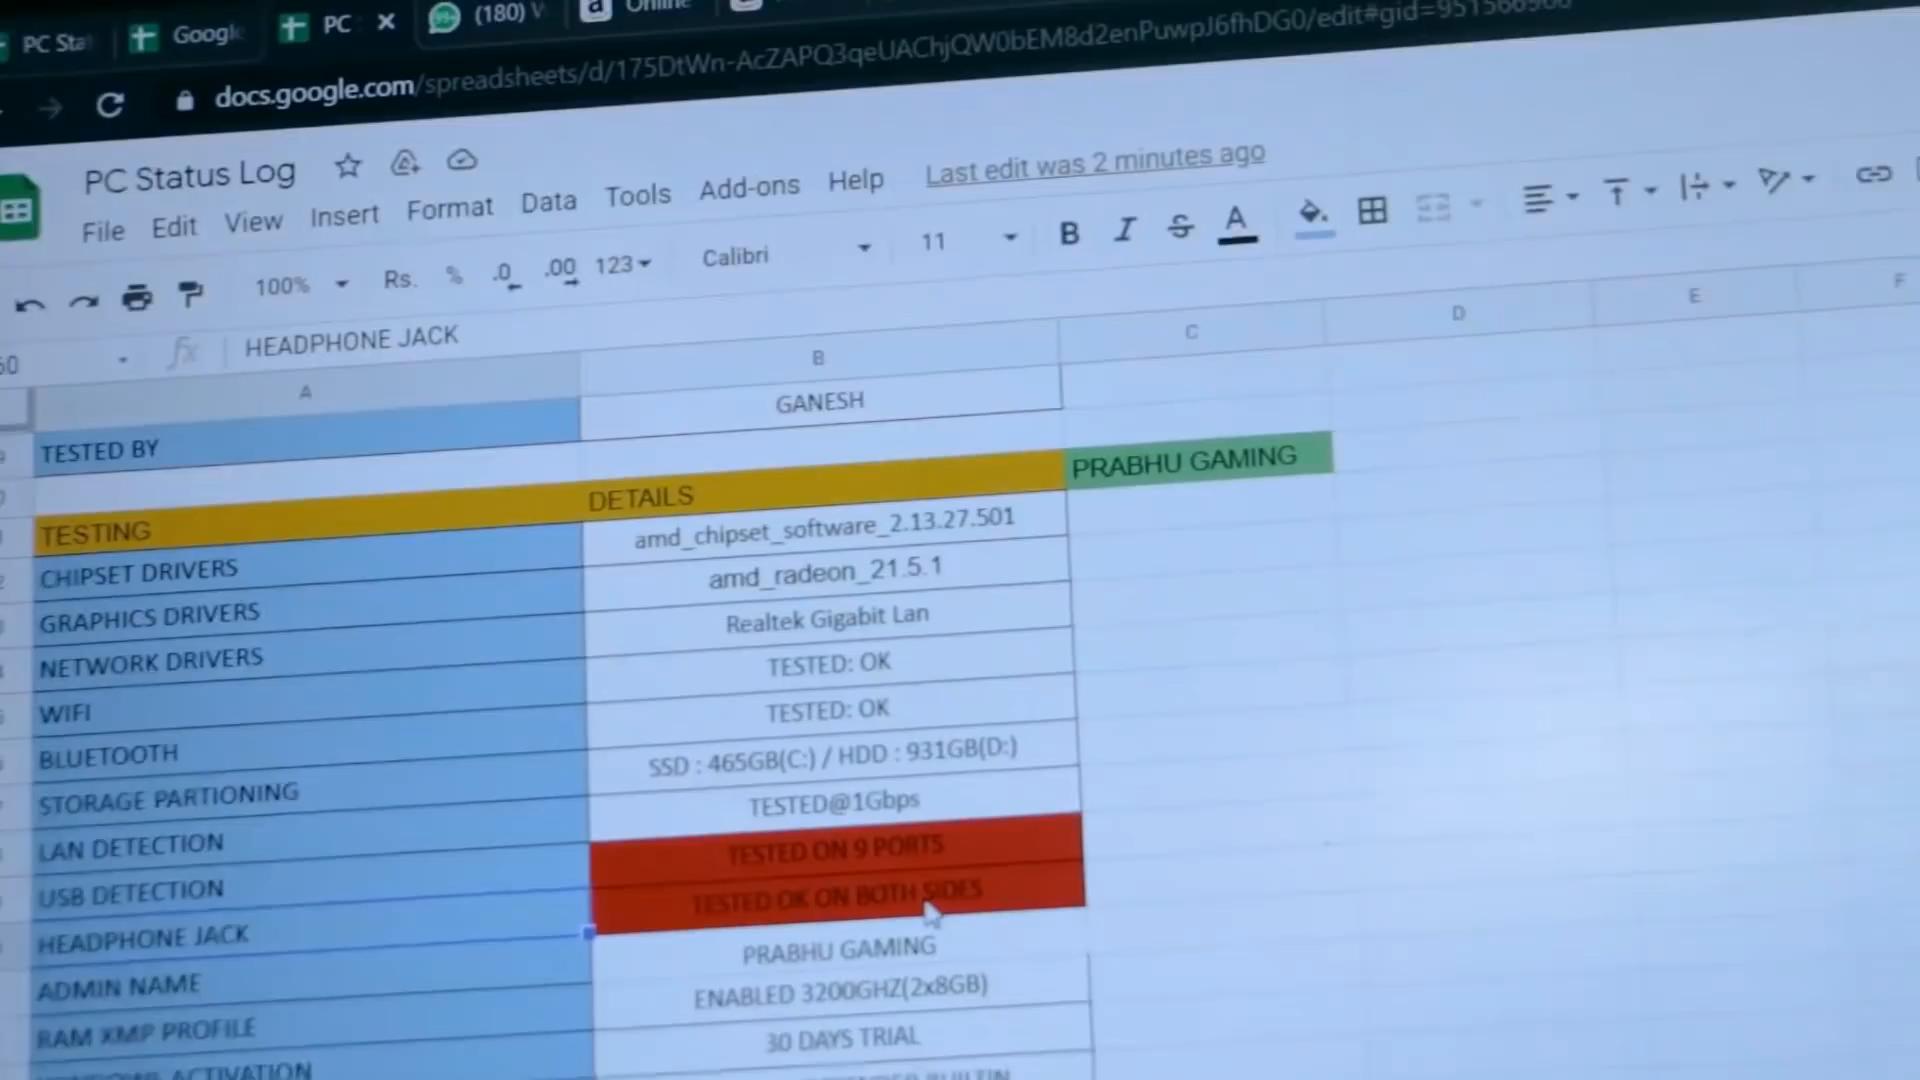 PC Sta
Googl
PC
(180)
Online
docs.google.com/spreadsheets/d/175DtWn-AcZAPQ3qeUAChjQW0bEM8d2enPuwpJ6fhDG0/edit#gid=951566900
PC Status Log
File Edit View Insert Format Data Tools Add-ons Help Last edit was 2 minutes ago
100% Rs. % .0 .00 123 Calibri 11 B I S A
60 fx HEADPHONE JACK
A B C D E F
TESTED BY GANESH
TESTING DETAILS PRABHU GAMING
CHIPSET DRIVERS amd_chipset_software_2.13.27.501
GRAPHICS DRIVERS amd_radeon_21.5.1
NETWORK DRIVERS Realtek Gigabit Lan
WIFI TESTED: OK
BLUETOOTH TESTED: OK
STORAGE PARTIONING SSD : 465GB(C:) / HDD : 931GB(D:)
LAN DETECTION TESTED@1Gbps
USB DETECTION TESTED ON 9 PORTS
HEADPHONE JACK TESTED OK ON BOTH SIDES
ADMIN NAME PRABHU GAMING
RAM XMP PROFILE ENABLED 3200GHZ(2x8GB)
ACTIVATION 30 DAYS TRIAL